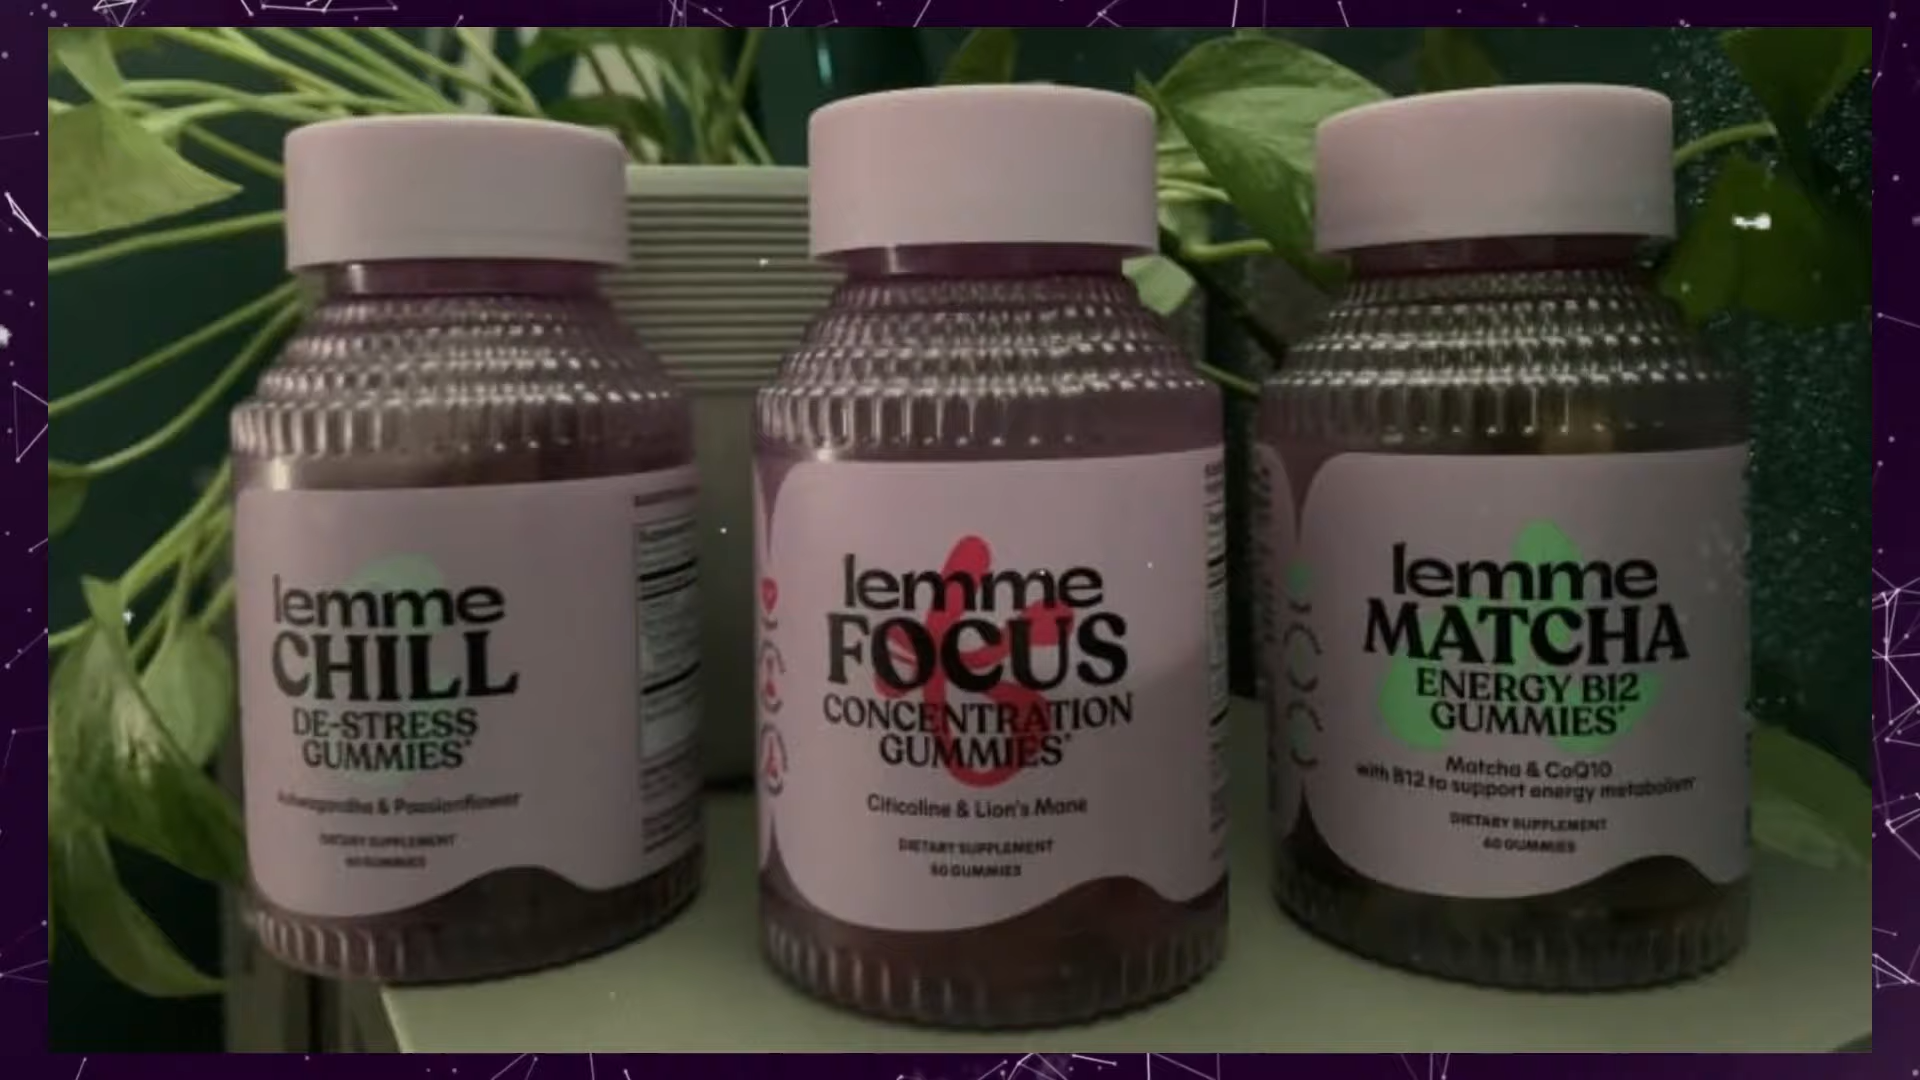 lemme
CHILL
DE-STRESS
GUMMIES*
Ashwagandha & Passionflower
DIETARY SUPPLEMENT
60 GUMMIES
lemme
FOCUS
CONCENTRATION
GUMMIES*
Citicoline & Lion's Mane
DIETARY SUPPLEMENT
60 GUMMIES
lemme
MATCHA
ENERGY B12
GUMMIES*
Matcha & CoQ10
with B12 to support energy metabolism*
DIETARY SUPPLEMENT
60 GUMMIES